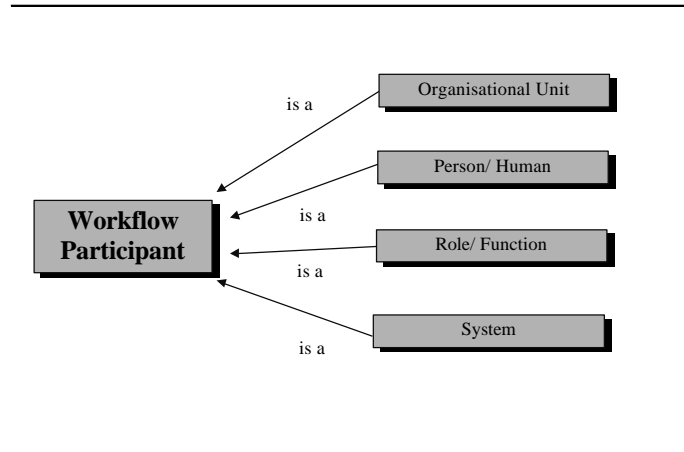 Organisational Unit
is a
Person/ Human
is a
Workflow
Participant
Role/ Function
is a
System
is a